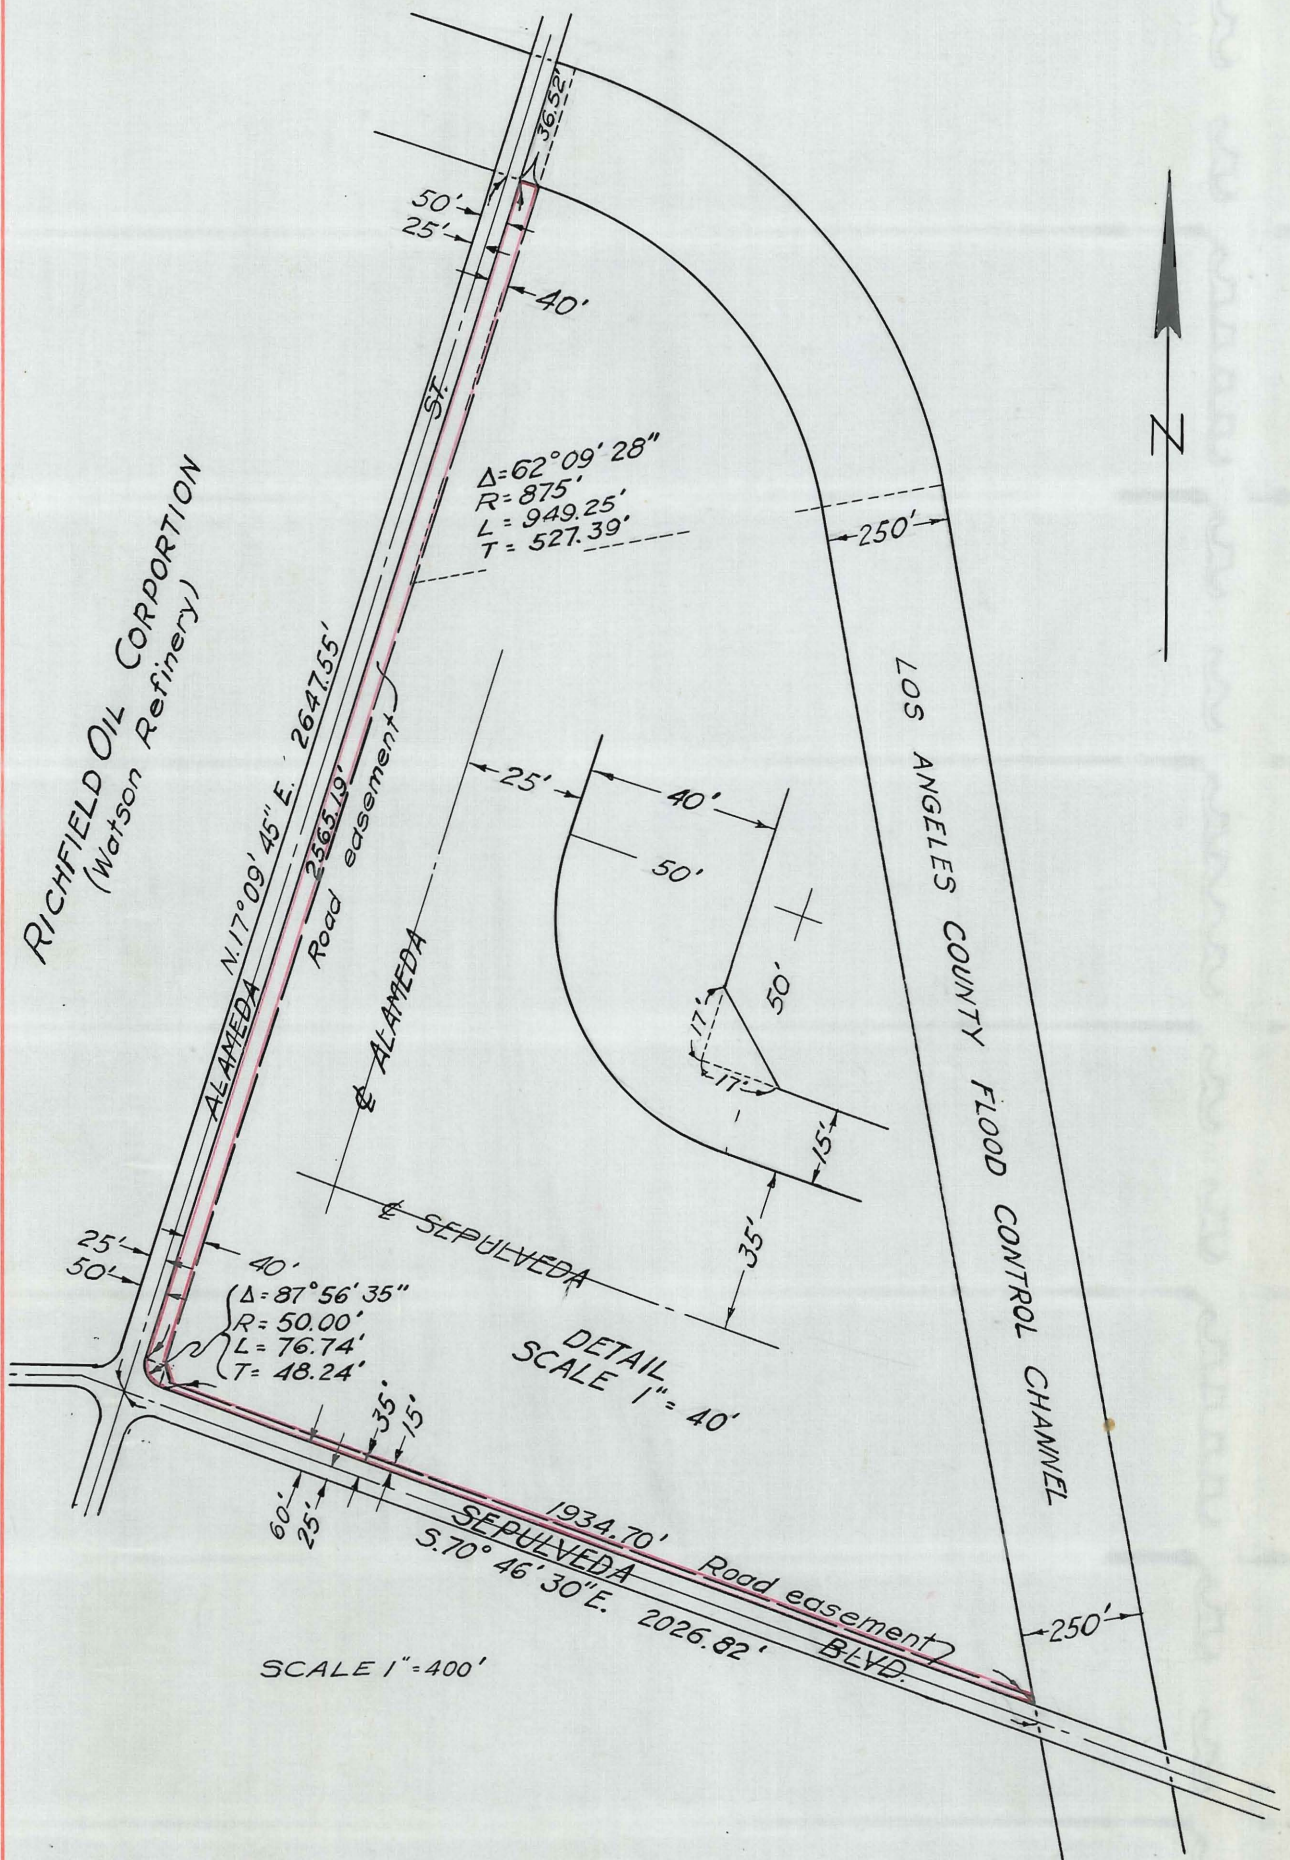 36.52'
50'
25'
40'
ST.
Δ=62°09'28"
R=875'
L=949.25'
T=527.39'
250'
N
RICHFIELD OIL CORPORTION
(Watson Refinery)
N.17°09'45"E. 2647.55'
2565.19'
Road easement
ALAMEDA
LOS ANGELES COUNTY FLOOD CONTROL CHANNEL
25'
40'
50'
50'
17'
17'
15'
35'
℄ ALAMEDA
℄ SEPULVEDA
DETAIL
SCALE 1"=40'
25'
50'
40'
Δ=87°56'35"
R=50.00'
L=76.74'
T=48.24'
35'
15'
60'
25'
1934.70'
Road easement
SEPULVEDA BLVD.
S.70°46'30"E. 2026.82'
250'
SCALE 1"=400'